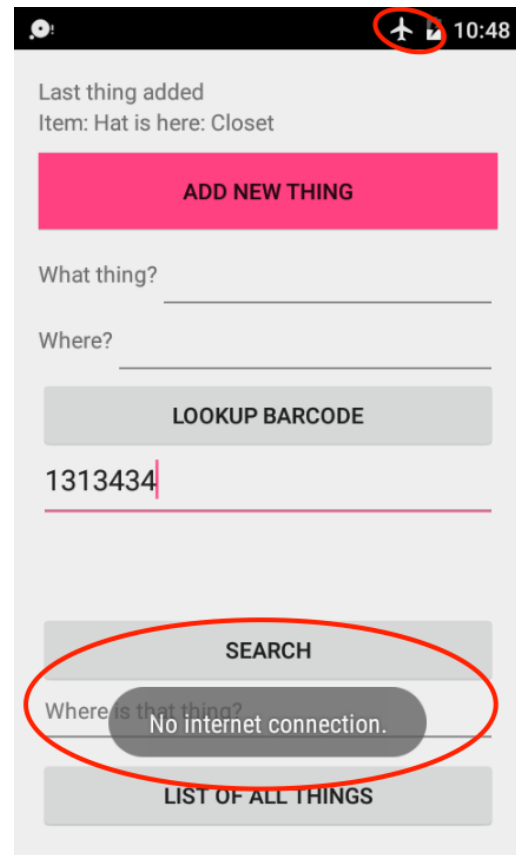 10:48
Last thing added
Item: Hat is here: Closet
ADD NEW THING
What thing?
Where?
LOOKUP BARCODE
1313434
SEARCH
Where is that thing?
No internet connection.
LIST OF ALL THINGS